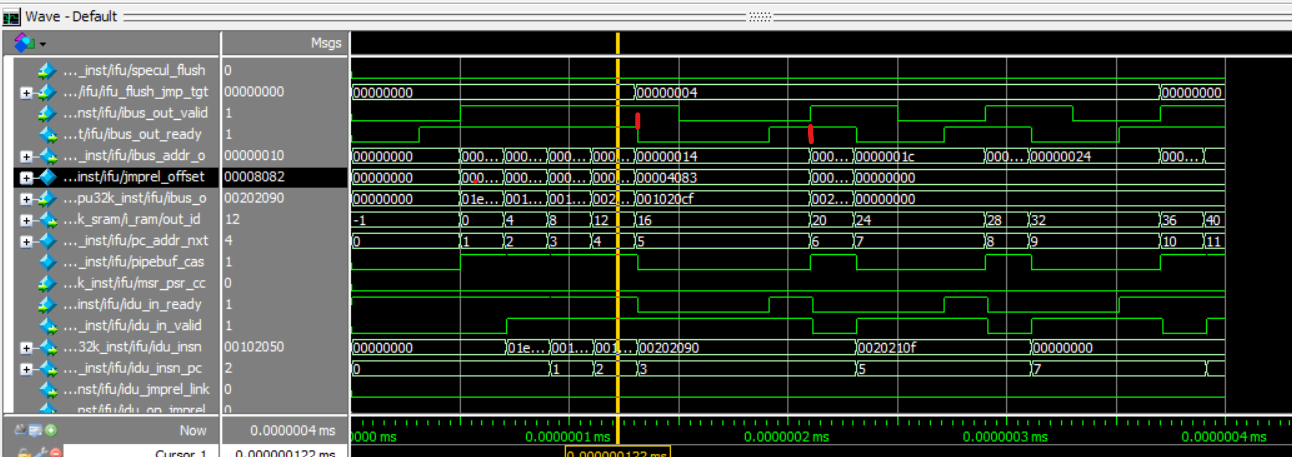 Wave - Default
Msgs
..._inst/ifu/specul_flush 0
.../ifu/ifu_flush_jmp_tgt 00000000 00000000 00000004 00000000
...nst/ifu/ibus_out_valid 1
...t/ifu/ibus_out_ready 1
..._inst/ifu/ibus_addr_o 00000010 00000000 000... 000... 000... 000... 00000014 000... 0000001c 000... 00000024 000...
...inst/ifu/jmprel_offset 00008082 00000000 000... 000... 000... 000... 00004083 000... 00000000
...pu32k_inst/ifu/ibus_o 00202090 00000000 01e... 001... 001... 002... 001020cf 002... 00000000
...k_sram/i_ram/out_id 12 -1 0 4 8 12 16 20 24 28 32 36 40
..._inst/ifu/pc_addr_nxt 4 0 1 2 3 4 5 6 7 8 9 10 11
..._inst/ifu/pipebuf_cas 1
...k_inst/ifu/msr_psr_cc 0
...inst/ifu/idu_in_ready 1
..._inst/ifu/idu_in_valid 1
...32k_inst/ifu/idu_insn 00102050 00000000 01e... 001... 001... 00202090 0020210f 00000000
..._inst/ifu/idu_insn_pc 2 0 1 2 3 5 7
...nst/ifu/idu_jmprel_link 0
...nst/ifu/idu_op_jmprel 0
Now 0.0000004 ms 0000 ms 0.0000001 ms 0.0000002 ms 0.0000003 ms 0.0000004 ms
Cursor 1 0.000000122 ms 0.000000122 ms